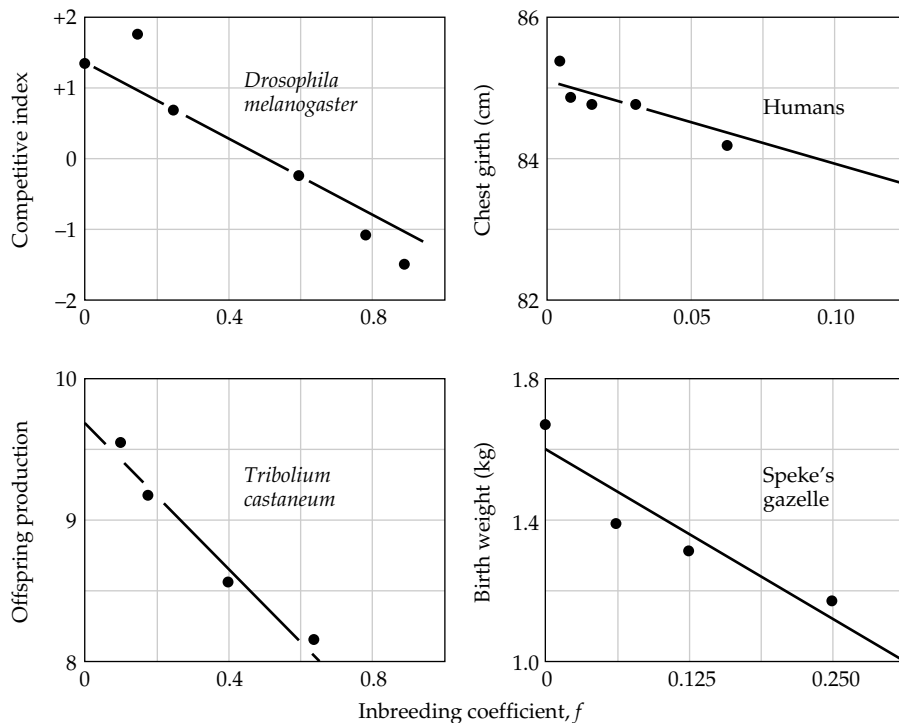 +2
+1
0
–1
–2
Competitive index
Drosophila
melanogaster
0
0.4
0.8
86
84
82
Chest girth (cm)
Humans
0
0.05
0.10
10
9
8
Offspring production
Tribolium
castaneum
0
0.4
0.8
1.8
1.4
1.0
Birth weight (kg)
Speke's
gazelle
0
0.125
0.250
Inbreeding coefficient, f